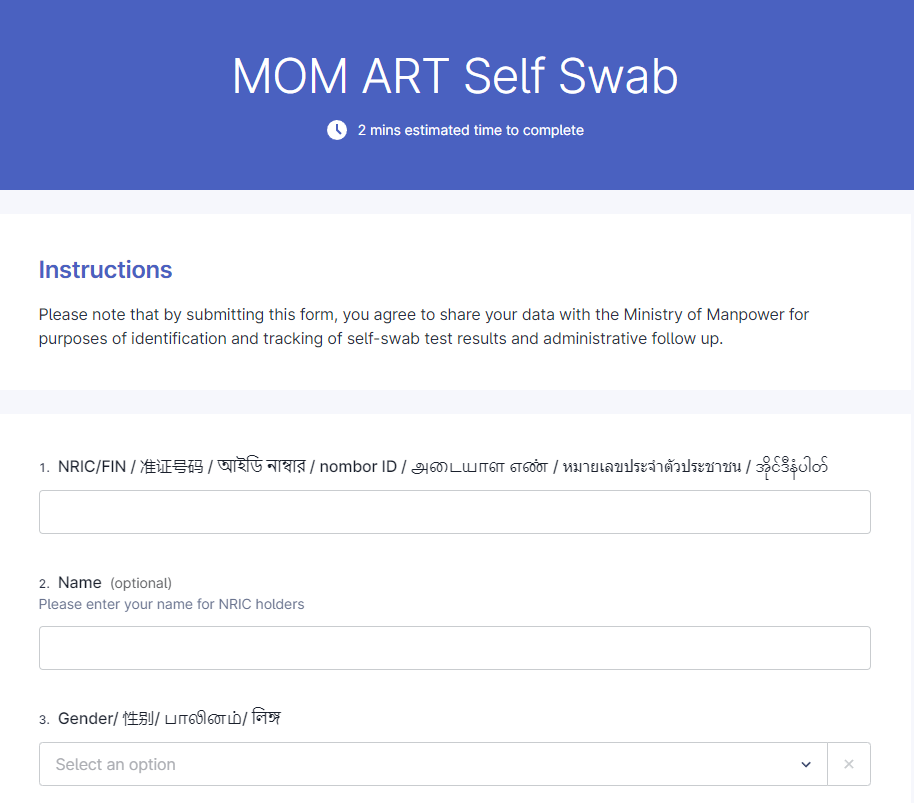 MOM ART Self Swab
2 mins estimated time to complete
Instructions
Please note that by submitting this form, you agree to share your data with the Ministry of Manpower for
purposes of identification and tracking of self-swab test results and administrative follow up.
1. NRIC/FIN / 准证号码 / আইডি নাম্বার / nombor ID / அடையாள எண் / หมายเลขประจำตัวประชาชน / အိုင်ဒီနံပါတ်
2. Name (optional)
Please enter your name for NRIC holders
3. Gender/ 性别/ பாலினம்/ लिङ्ग
Select an option